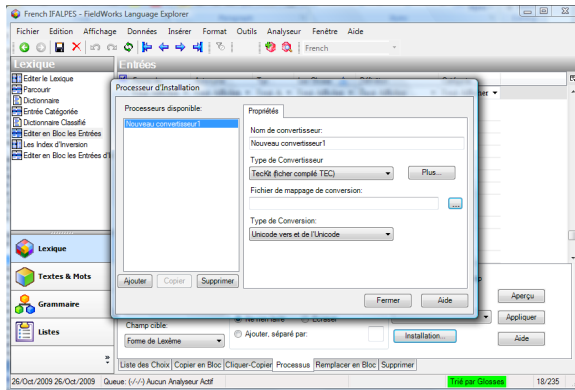 French IFALPES - FieldWorks Language Explorer
Fichier Edition Affichage Données Insérer Format Outils Analyseur Fenêtre Aide
French
Lexique
Entrées
Editer le Lexique
Parcourir
Dictionnaire
Entrée Catégorisée
Dictionnaire Classifié
Editer en Bloc les Entrées
Les Index d'Inversion
Editer en Bloc les Entrées d'I
Lexique
Textes & Mots
Grammaire
Listes
Processeur d'Installation
Processeurs disponible:
Nouveau convertisseur1
Ajouter Copier Supprimer
Propriétés
Nom de convertisseur:
Nouveau convertisseur1
Type de Convertisseur
TecKit (ficher compilé TEC) Plus...
Fichier de mappage de conversion:
...
Type de Conversion:
Unicode vers et de l'Unicode
Fermer Aide
Aperçu
Champ cible:
Forme de Lexème
Ne rien faire Ecraser
Ajouter, séparé par:
Installation...
Appliquer
Aide
Liste des Choix Copier en Bloc Cliquer-Copier Processus Remplacer en Bloc Supprimer
26/Oct/2009 26/Oct/2009 Queue: (-/-/-) Aucun Analyseur Actif Trié par Glosses 18/235